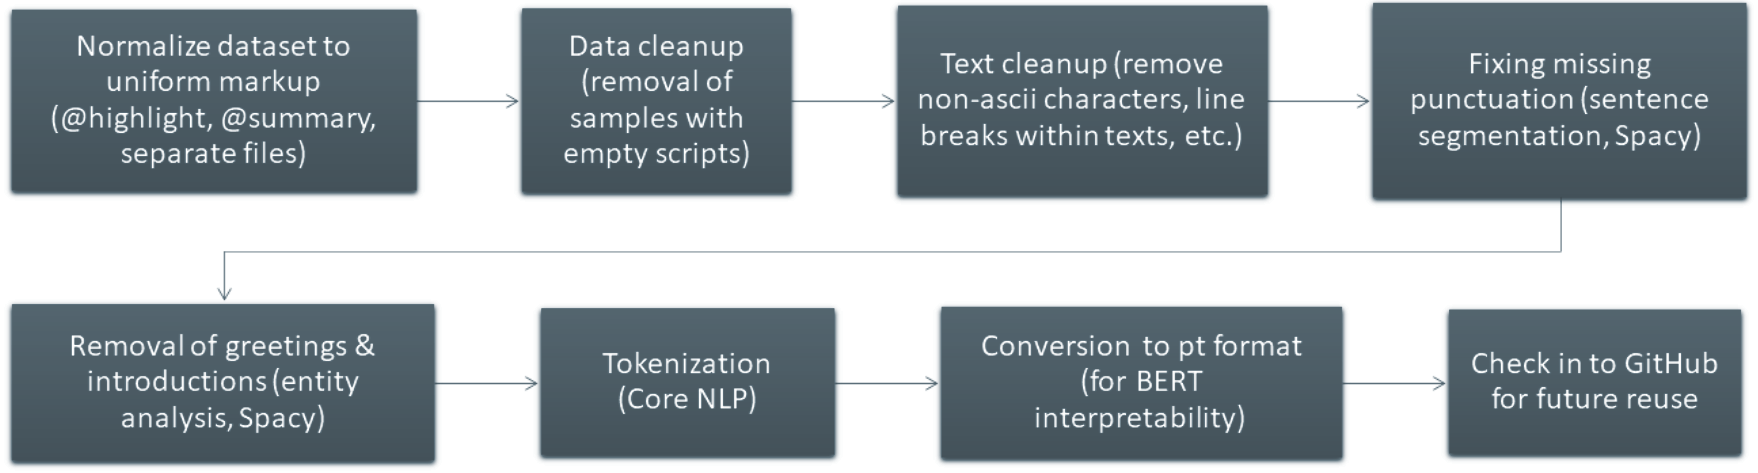 Normalize dataset to
uniform markup
(@highlight, @summary,
separate files)
Data cleanup
(removal of
samples with
empty scripts)
Text cleanup (remove
non-ascii characters, line
breaks within texts, etc.)
Fixing missing
punctuation (sentence
segmentation, Spacy)
Removal of greetings &
introductions (entity
analysis, Spacy)
Tokenization
(Core NLP)
Conversion to pt format
(for BERT
interpretability)
Check in to GitHub
for future reuse